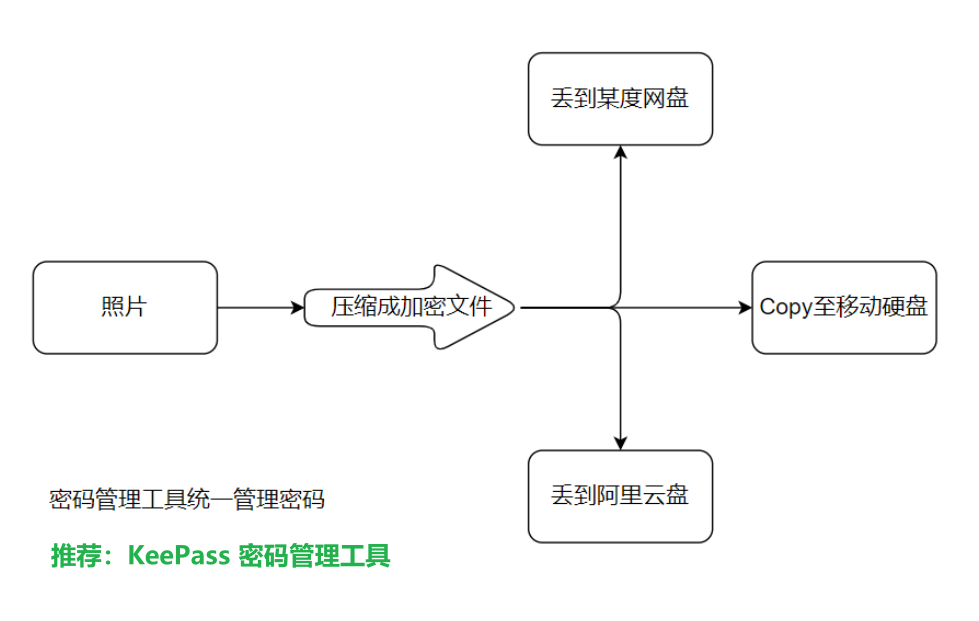 丢到某度网盘
照片
压缩成加密文件
Copy至移动硬盘
丢到阿里云盘
密码管理工具统一管理密码
推荐：KeePass 密码管理工具